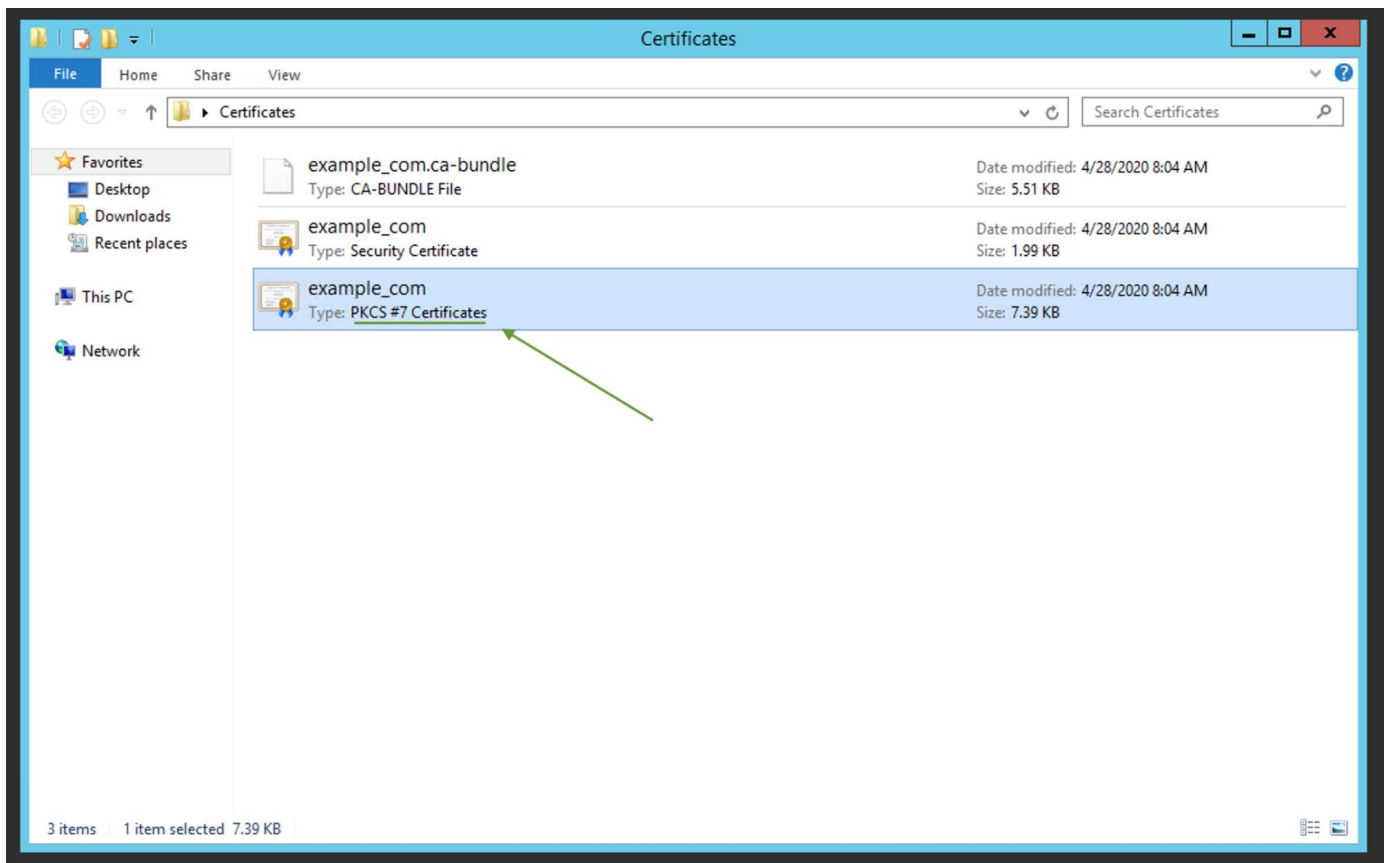 Certificates
File Home Share View
Certificates
Search Certificates
Favorites
Desktop
Downloads
Recent places
This PC
Network
example_com.ca-bundle
Type: CA-BUNDLE File
Date modified: 4/28/2020 8:04 AM
Size: 5.51 KB
example_com
Type: Security Certificate
Date modified: 4/28/2020 8:04 AM
Size: 1.99 KB
example_com
Type: PKCS #7 Certificates
Date modified: 4/28/2020 8:04 AM
Size: 7.39 KB
3 items 1 item selected 7.39 KB